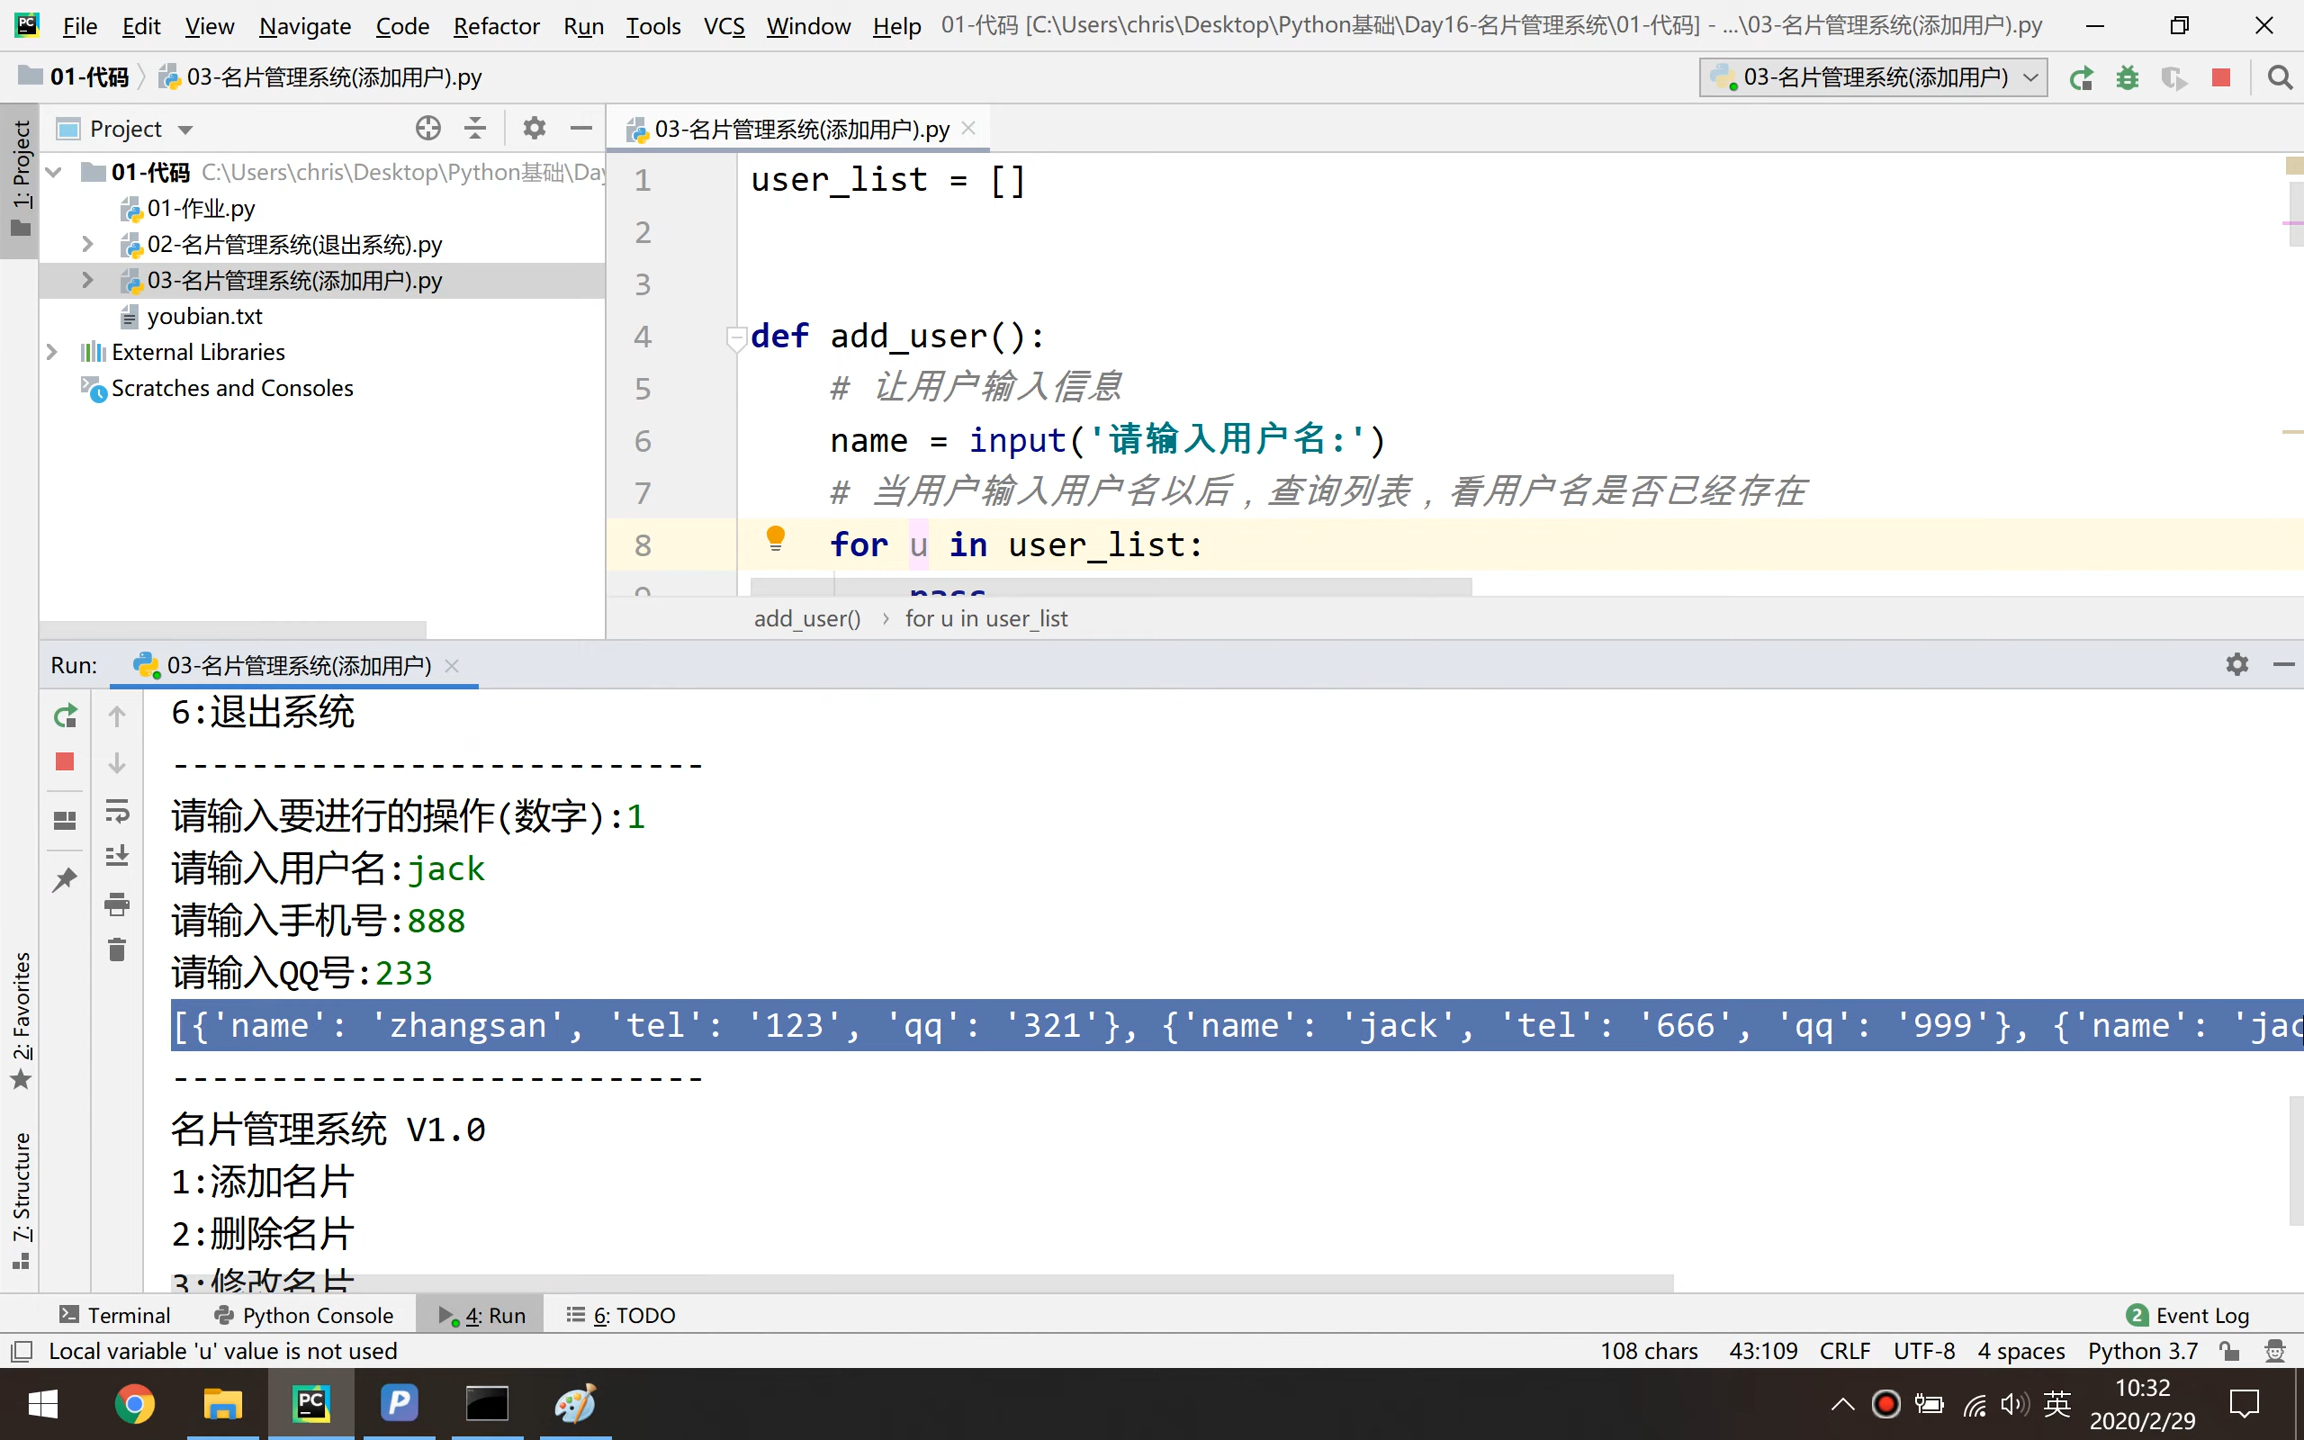 File Edit View Navigate Code Refactor Run Tools VCS Window Help 01-代码 [C:\Users\chris\Desktop\Python基础\Day16-名片管理系统\01-代码] - ...\03-名片管理系统(添加用户).py
01-代码 03-名片管理系统(添加用户).py
03-名片管理系统(添加用户)
1: Project
Project
03-名片管理系统(添加用户).py
01-代码 C:\Users\chris\Desktop\Python基础\Da
01-作业.py
02-名片管理系统(退出系统).py
03-名片管理系统(添加用户).py
youbian.txt
External Libraries
Scratches and Consoles
1 user_list = []
2
3
4 def add_user():
5 # 让用户输入信息
6 name = input('请输入用户名:')
7 # 当用户输入用户名以后，查询列表，看用户名是否已经存在
8 for u in user_list:
9 pass
add_user() › for u in user_list
Run: 03-名片管理系统(添加用户)
6:退出系统
---------------------------
请输入要进行的操作(数字):1
请输入用户名:jack
请输入手机号:888
请输入QQ号:233
[{'name': 'zhangsan', 'tel': '123', 'qq': '321'}, {'name': 'jack', 'tel': '666', 'qq': '999'}, {'name': 'jac
---------------------------
名片管理系统 V1.0
1:添加名片
2:删除名片
3:修改名片
2: Favorites
7: Structure
Terminal Python Console 4: Run 6: TODO 2 Event Log
Local variable 'u' value is not used 108 chars 43:109 CRLF UTF-8 4 spaces Python 3.7
英
10:32
2020/2/29